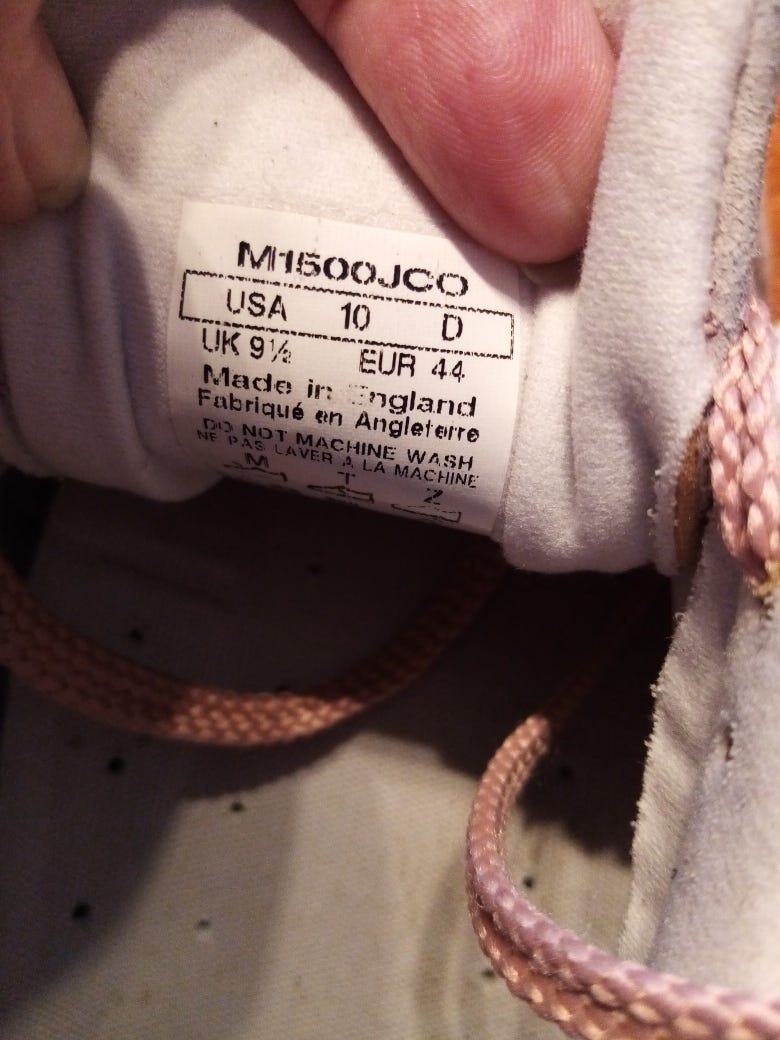 M1500JCO
USA 10 D
UK 9½ EUR 44
Made in England
Fabriqué en Angleterre
DO NOT MACHINE WASH
NE PAS LAVER A LA MACHINE
M T Z